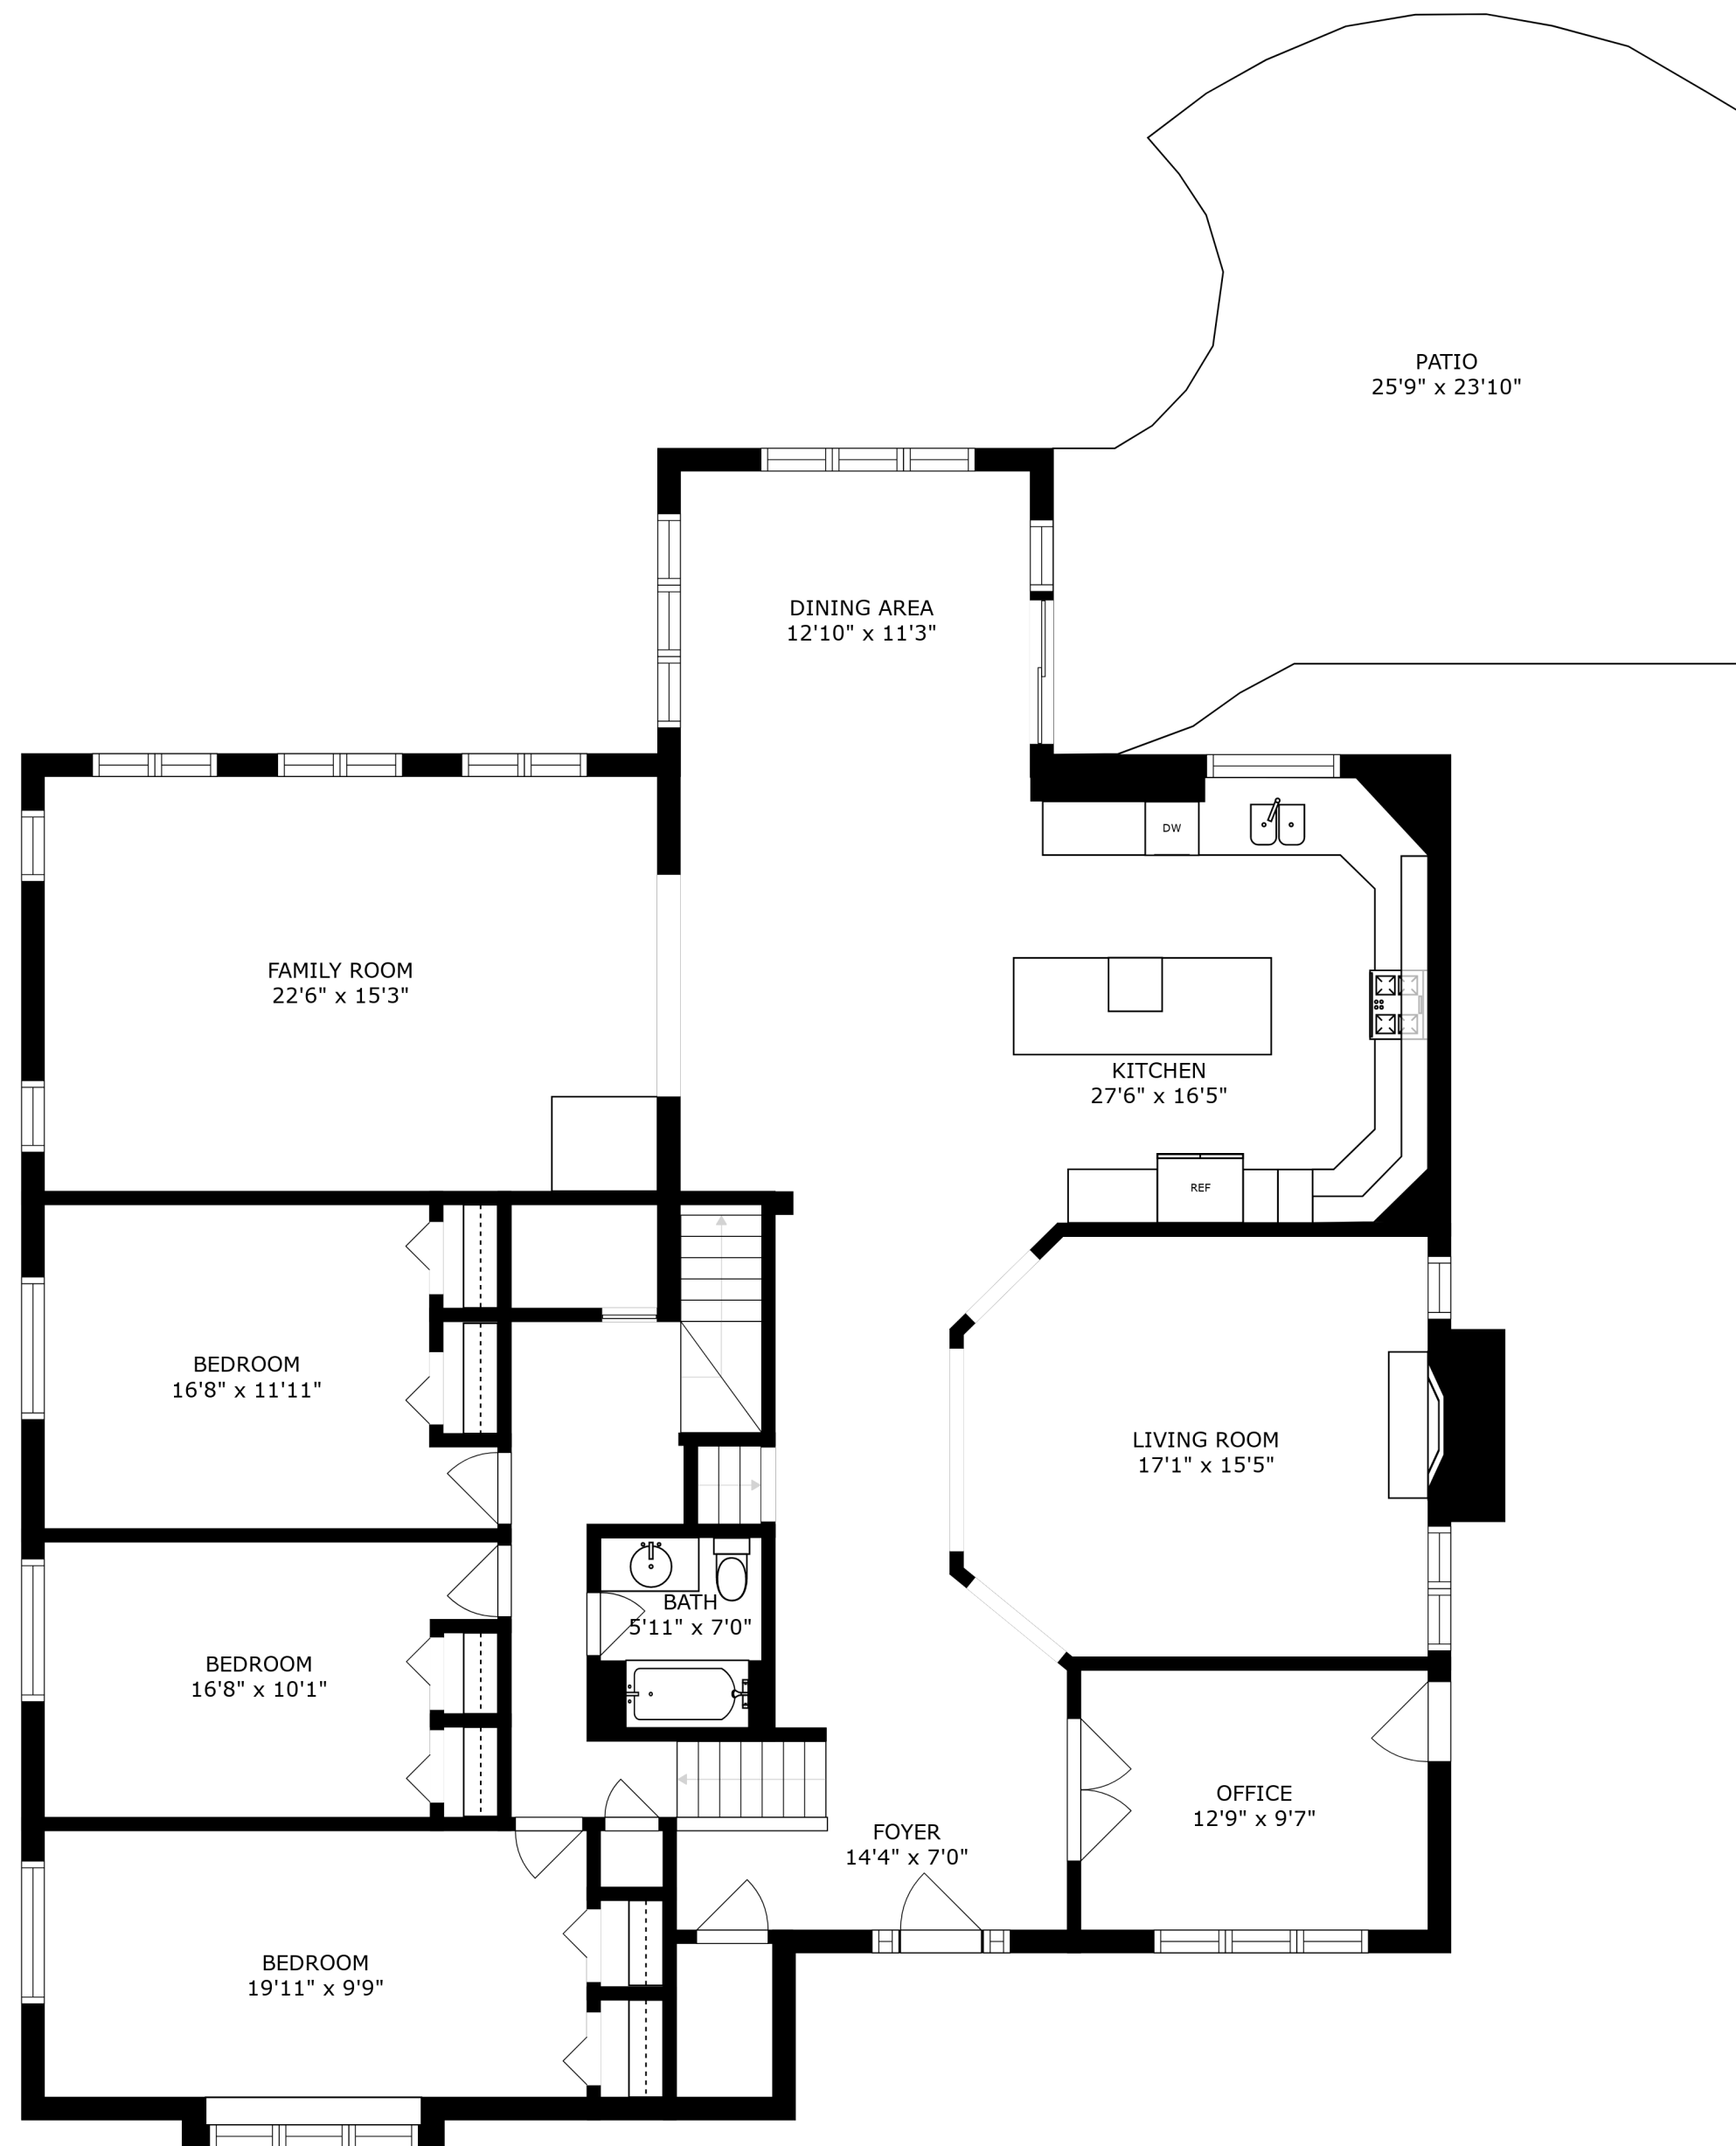 PATIO
25'9" x 23'10"
DINING AREA
12'10" x 11'3"
DW
FAMILY ROOM
22'6" x 15'3"
KITCHEN
27'6" x 16'5"
REF
BEDROOM
16'8" x 11'11"
LIVING ROOM
17'1" x 15'5"
BATH
5'11" x 7'0"
BEDROOM
16'8" x 10'1"
OFFICE
12'9" x 9'7"
FOYER
14'4" x 7'0"
BEDROOM
19'11" x 9'9"